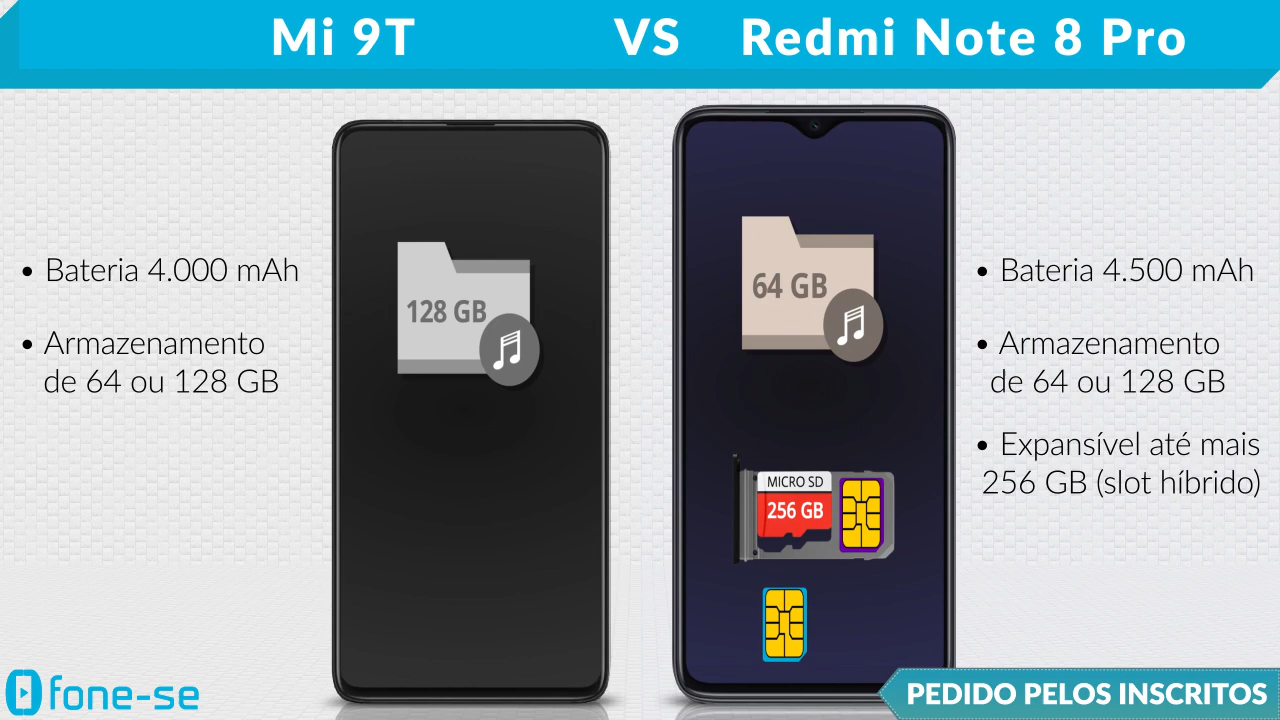 Mi 9T VS Redmi Note 8 Pro
• Bateria 4.000 mAh
• Armazenamento
de 64 ou 128 GB
128 GB
64 GB
MICRO SD
256 GB
• Bateria 4.500 mAh
• Armazenamento
de 64 ou 128 GB
• Expansível até mais
256 GB (slot híbrido)
fone-se
PEDIDO PELOS INSCRITOS